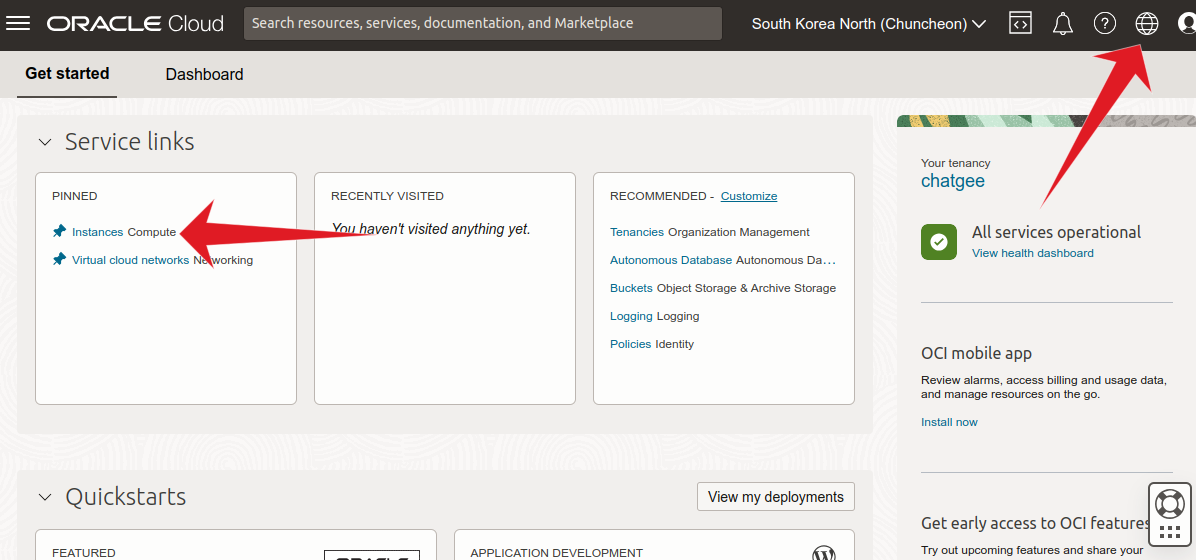 ORACLE Cloud
Search resources, services, documentation, and Marketplace
South Korea North (Chuncheon)
Get started
Dashboard
Service links
PINNED
Instances Compute
Virtual cloud networks Networking
RECENTLY VISITED
You haven't visited anything yet.
RECOMMENDED - Customize
Tenancies Organization Management
Autonomous Database Autonomous Da...
Buckets Object Storage & Archive Storage
Logging Logging
Policies Identity
Your tenancy
chatgee
All services operational
View health dashboard
OCI mobile app
Review alarms, access billing and usage data,
and manage resources on the go.
Install now
Get early access to OCI features
Try out upcoming features and share your
Quickstarts
View my deployments
FEATURED
ORACLE
APPLICATION DEVELOPMENT